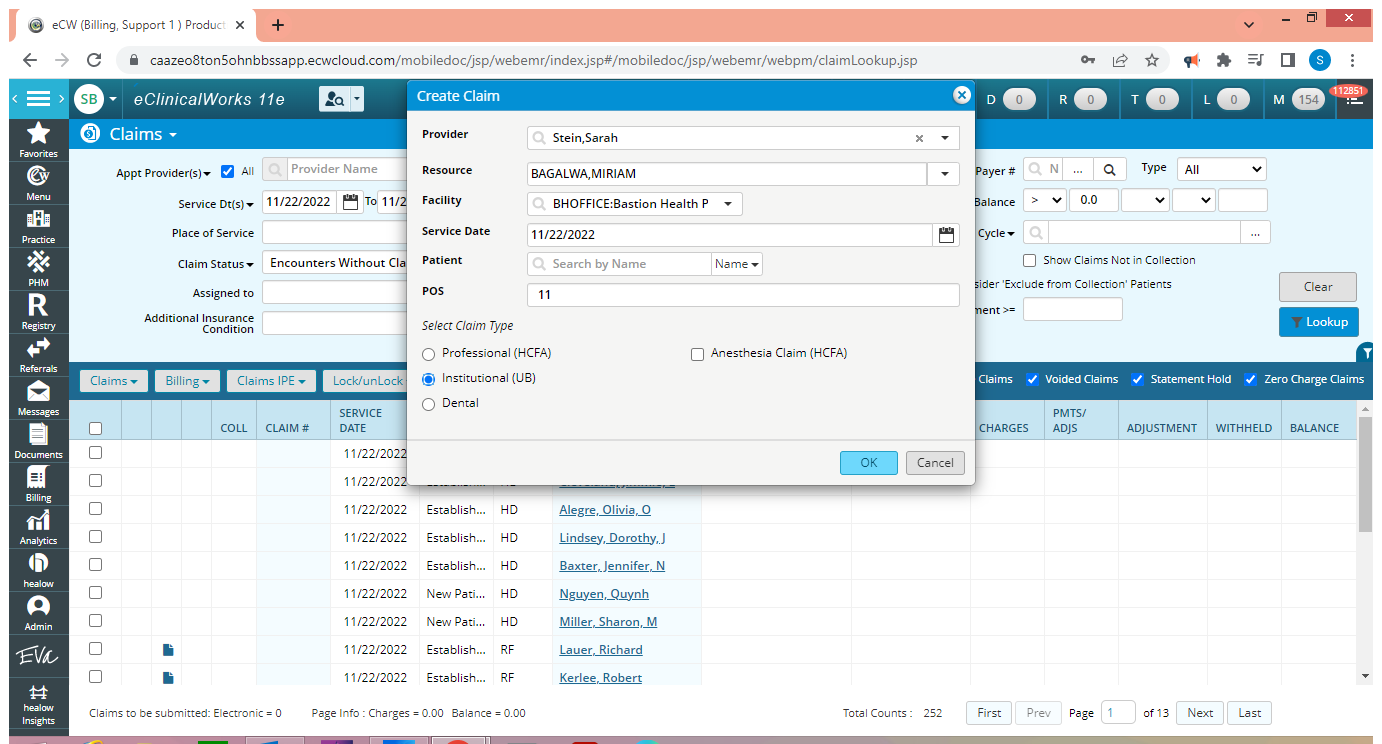 eCW (Billing, Support 1 ) Product
caazeo8ton5ohnbbssapp.ecwcloud.com/mobiledoc/jsp/webemr/index.jsp#/mobiledoc/jsp/webemr/webpm/claimLookup.jsp
S
SB
eClinicalWorks 11e
D 0
R 0
T 0
L 0
M 154
112851
Favorites
Menu
Practice
PHM
Registry
Referrals
Messages
Documents
Billing
Analytics
healow
Admin
EVA
healow
Insights
Claims
Appt Provider(s) All Provider Name
Service Dt(s) 11/22/2022 To 11/2
Place of Service
Claim Status Encounters Without Cla
Assigned to
Additional Insurance
Condition
Payer # N ... Type All
Balance > 0.0
Cycle ...
Show Claims Not in Collection
sider 'Exclude from Collection' Patients
ment >=
Clear
Lookup
Create Claim
Provider Stein,Sarah
Resource BAGALWA,MIRIAM
Facility BHOFFICE:Bastion Health P
Service Date 11/22/2022
Patient Search by Name Name
POS 11
Select Claim Type
Professional (HCFA) Anesthesia Claim (HCFA)
Institutional (UB)
Dental
OK Cancel
Claims Billing Claims IPE Lock/unLock
Claims Voided Claims Statement Hold Zero Charge Claims
COLL CLAIM # SERVICE DATE CHARGES PMTS/ ADJS ADJUSTMENT WITHHELD BALANCE
11/22/2022
11/22/2022
11/22/2022 Establish... HD Alegre, Olivia, O
11/22/2022 Establish... HD Lindsey, Dorothy, J
11/22/2022 Establish... HD Baxter, Jennifer, N
11/22/2022 New Pati... HD Nguyen, Quynh
11/22/2022 New Pati... HD Miller, Sharon, M
11/22/2022 Establish... RF Lauer, Richard
11/22/2022 Establish... RF Kerlee, Robert
Claims to be submitted: Electronic = 0 Page Info : Charges = 0.00 Balance = 0.00 Total Counts : 252 First Prev Page 1 of 13 Next Last